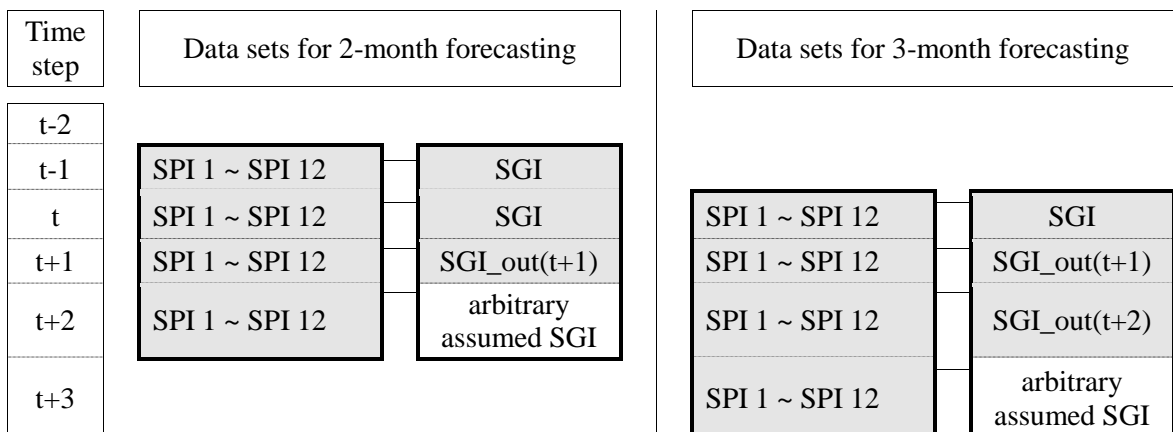 Time
step
Data sets for 2-month forecasting
Data sets for 3-month forecasting
t-2
t-1
SPI 1 ~ SPI 12
SGI
t
SPI 1 ~ SPI 12
SGI
SPI 1 ~ SPI 12
SGI
t+1
SPI 1 ~ SPI 12
SGI_out(t+1)
SPI 1 ~ SPI 12
SGI_out(t+1)
t+2
SPI 1 ~ SPI 12
arbitrary
assumed SGI
SPI 1 ~ SPI 12
SGI_out(t+2)
t+3
SPI 1 ~ SPI 12
arbitrary
assumed SGI